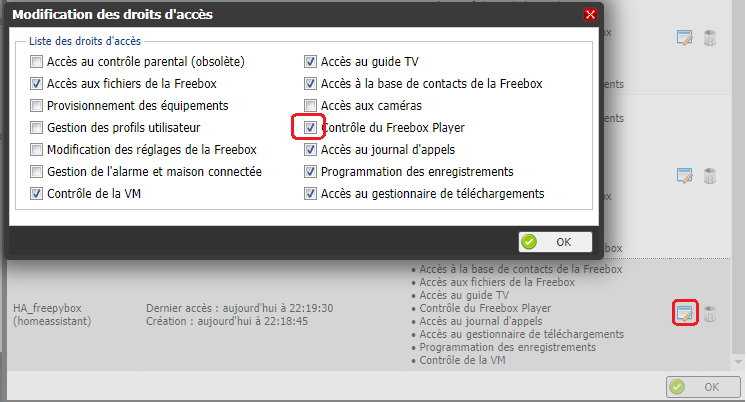 Modification des droits d'accès
Liste des droits d'accès
Accès au contrôle parental (obsolète)
Accès au guide TV
Accès aux fichiers de la Freebox
Accès à la base de contacts de la Freebox
Provisionnement des équipements
Accès aux caméras
Gestion des profils utilisateur
Contrôle du Freebox Player
Modification des réglages de la Freebox
Accès au journal d'appels
Gestion de l'alarme et maison connectée
Programmation des enregistrements
Contrôle de la VM
Accès au gestionnaire de téléchargements
OK
• Accès à la base de contacts de la Freebox
• Accès aux fichiers de la Freebox
• Accès au guide TV
HA_freepybox
(homeassistant)
Dernier accès : aujourd'hui à 22:19:30
Création : aujourd'hui à 22:18:45
• Contrôle du Freebox Player
• Accès au journal d'appels
• Accès au gestionnaire de téléchargements
• Programmation des enregistrements
• Contrôle de la VM
OK